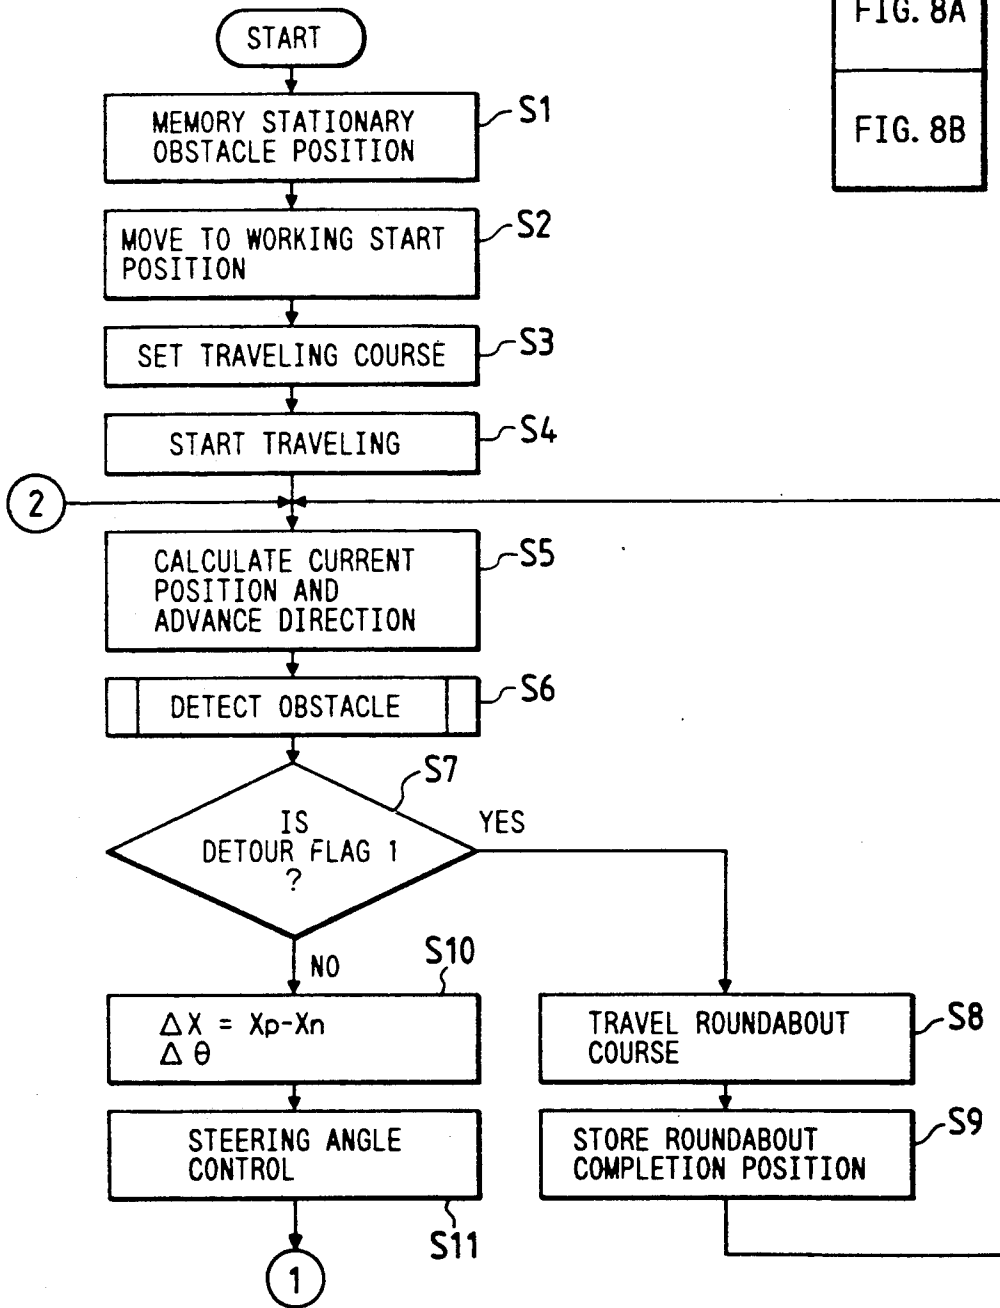 START
FIG. 8A
FIG. 8B
MEMORY STATIONARY
OBSTACLE POSITION
S1
MOVE TO WORKING START
POSITION
S2
SET TRAVELING COURSE
S3
START TRAVELING
S4
2
CALCULATE CURRENT
POSITION AND
ADVANCE DIRECTION
S5
DETECT OBSTACLE
S6
S7
IS
DETOUR FLAG 1
?
YES
NO
S10
Δ X = Xp-Xn
Δ θ
TRAVEL ROUNDABOUT
COURSE
S8
STEERING ANGLE
CONTROL
S11
STORE ROUNDABOUT
COMPLETION POSITION
S9
1